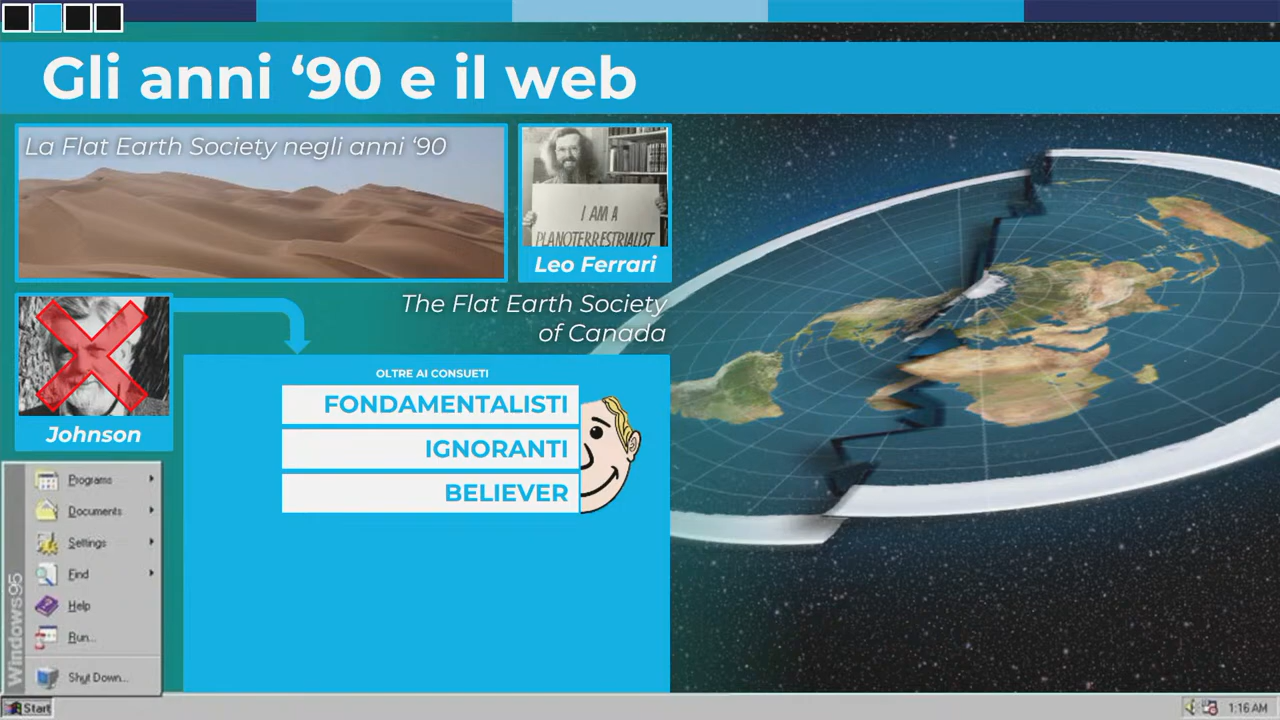 Gli anni ‘90 e il web
La Flat Earth Society negli anni ‘90
I AM A
PLANOTERRESTRIALIST
Leo Ferrari
The Flat Earth Society
of Canada
Johnson
OLTRE AI CONSUETI
FONDAMENTALISTI
IGNORANTI
BELIEVER
Programs
Documents
Settings
Find
Help
Run...
Shut Down...
Windows95
Start
1:16 AM